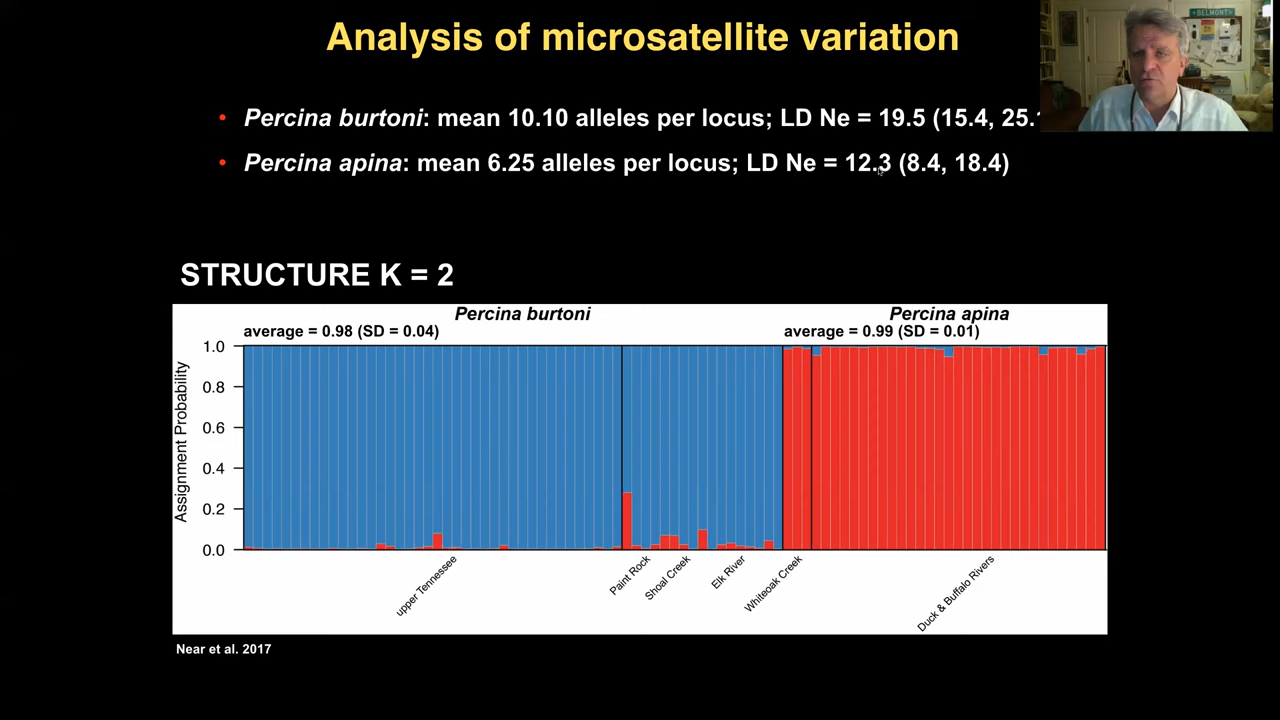 Analysis of microsatellite variation
BELMONT
• Percina burtoni: mean 10.10 alleles per locus; LD Ne = 19.5 (15.4, 25.
• Percina apina: mean 6.25 alleles per locus; LD Ne = 12.3 (8.4, 18.4)
STRUCTURE K = 2
Percina burtoni
Percina apina
average = 0.98 (SD = 0.04)
average = 0.99 (SD = 0.01)
Assignment Probability
1.0
0.8
0.6
0.4
0.2
0.0
upper Tennessee
Paint Rock
Shoal Creek
Elk River
Whiteoak Creek
Duck & Buffalo Rivers
Near et al. 2017